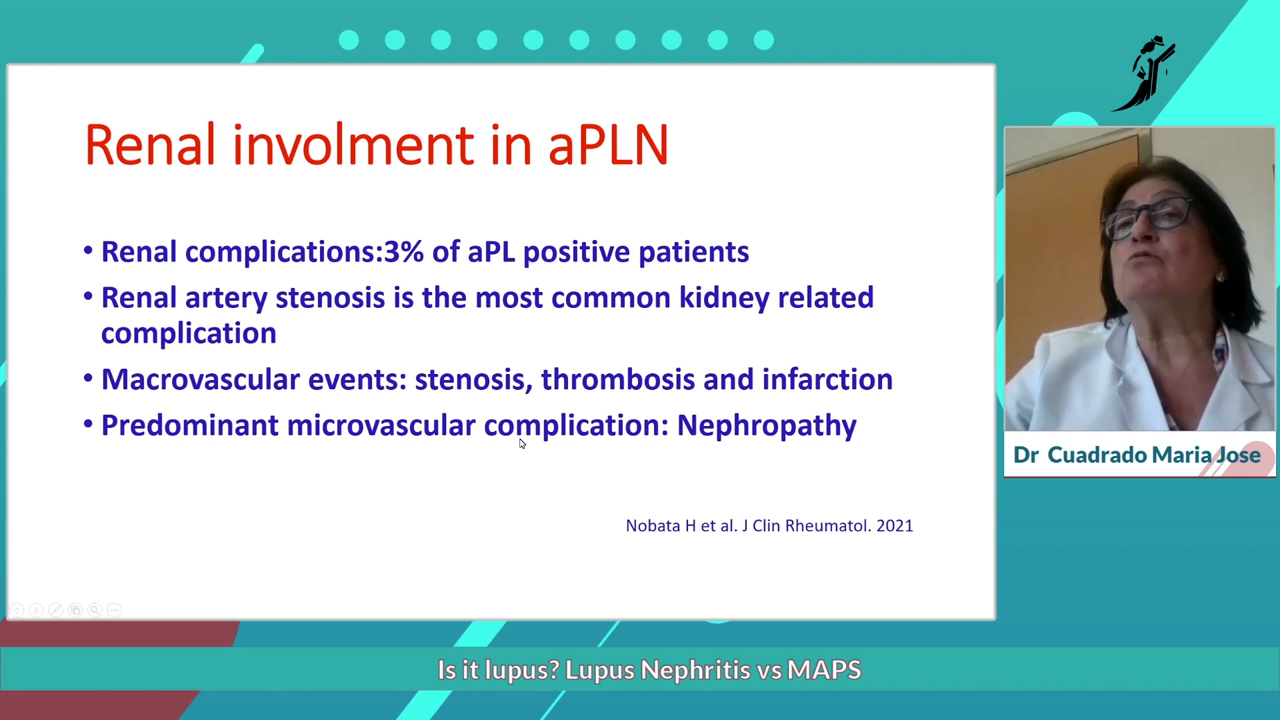 Renal involment in aPLN
• Renal complications:3% of aPL positive patients
• Renal artery stenosis is the most common kidney related
complication
• Macrovascular events: stenosis, thrombosis and infarction
• Predominant microvascular complication: Nephropathy
Nobata H et al. J Clin Rheumatol. 2021
Dr Cuadrado Maria Jose
Is it lupus? Lupus Nephritis vs MAPS